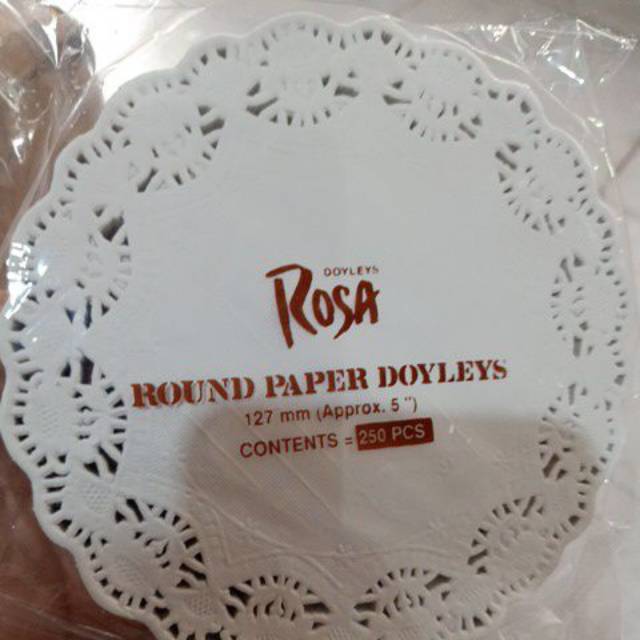 DOYLEYS
ROSA
ROUND PAPER DOYLEYS
127 mm (Approx. 5 ")
CONTENTS = 250 PCS